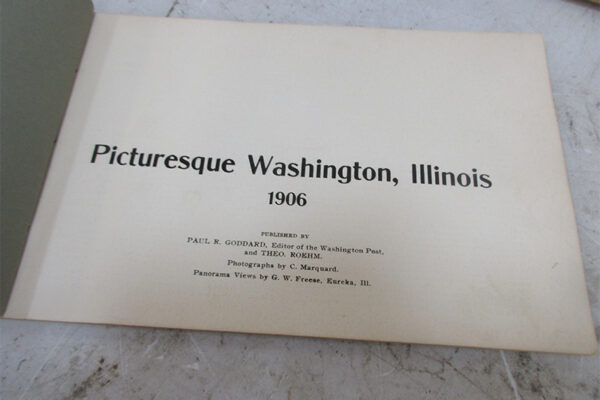 Picturesque Washington, Illinois
1906
PUBLISHED BY
PAUL R. GODDARD, Editor of the Washington Post,
and THEO. ROEHM.
Photographs by C. Marquard.
Panorama Views by G. W. Freese, Eureka, Ill.